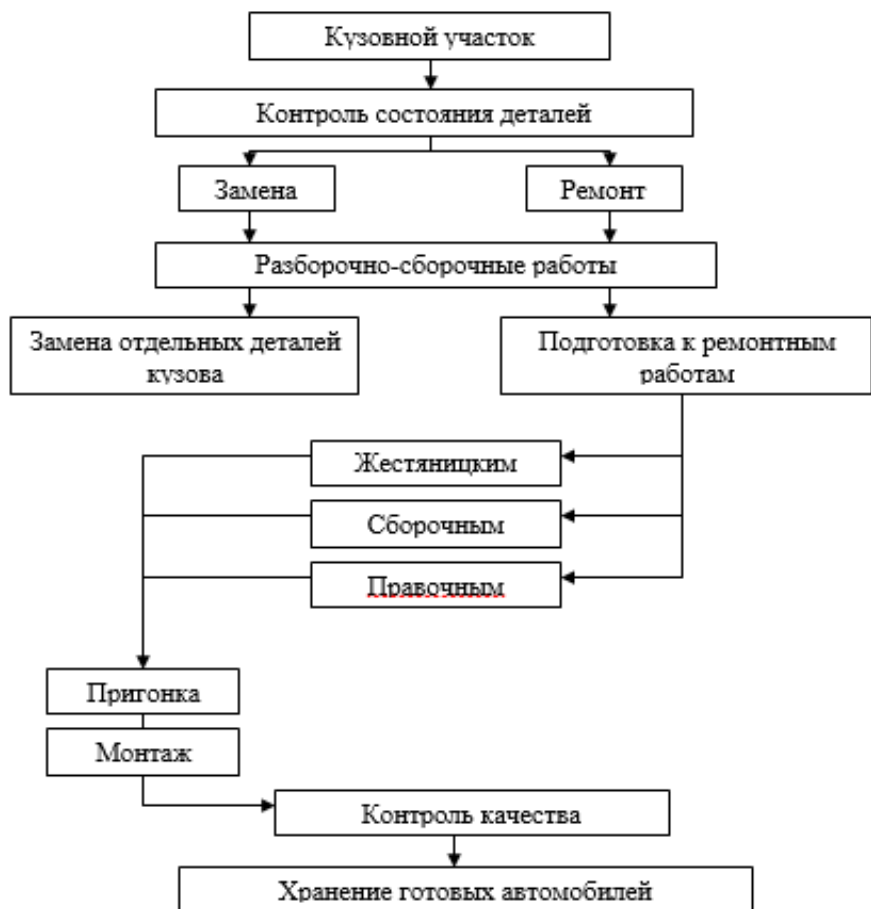 Кузовной участок
Контроль состояния деталей
Замена
Ремонт
Разборочно-сборочные работы
Замена отдельных деталей
кузова
Подготовка к ремонтным
работам
Жестяницким
Сборочным
Правочным
Пригонка
Монтаж
Контроль качества
Хранение готовых автомобилей